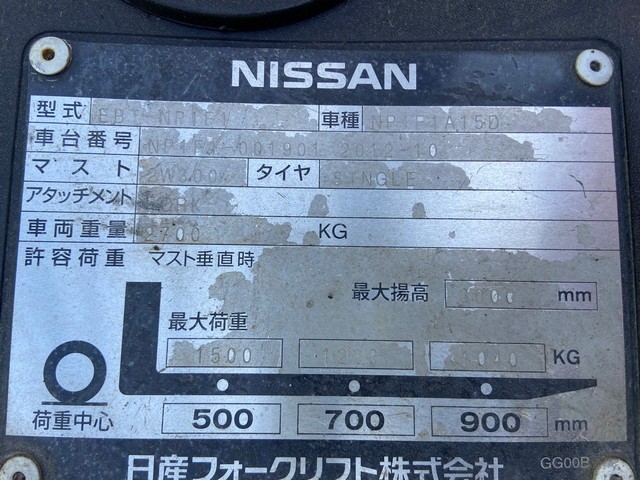 NISSAN
型式 車種
車台番号 2012-10
マスト タイヤ SINGLE
アタッチメント
車両重量 2700 KG
許容荷重 マスト垂直時
最大揚高 mm
最大荷重
1500 KG
荷重中心 500 700 900 mm
日産フォークリフト株式会社 GG00B